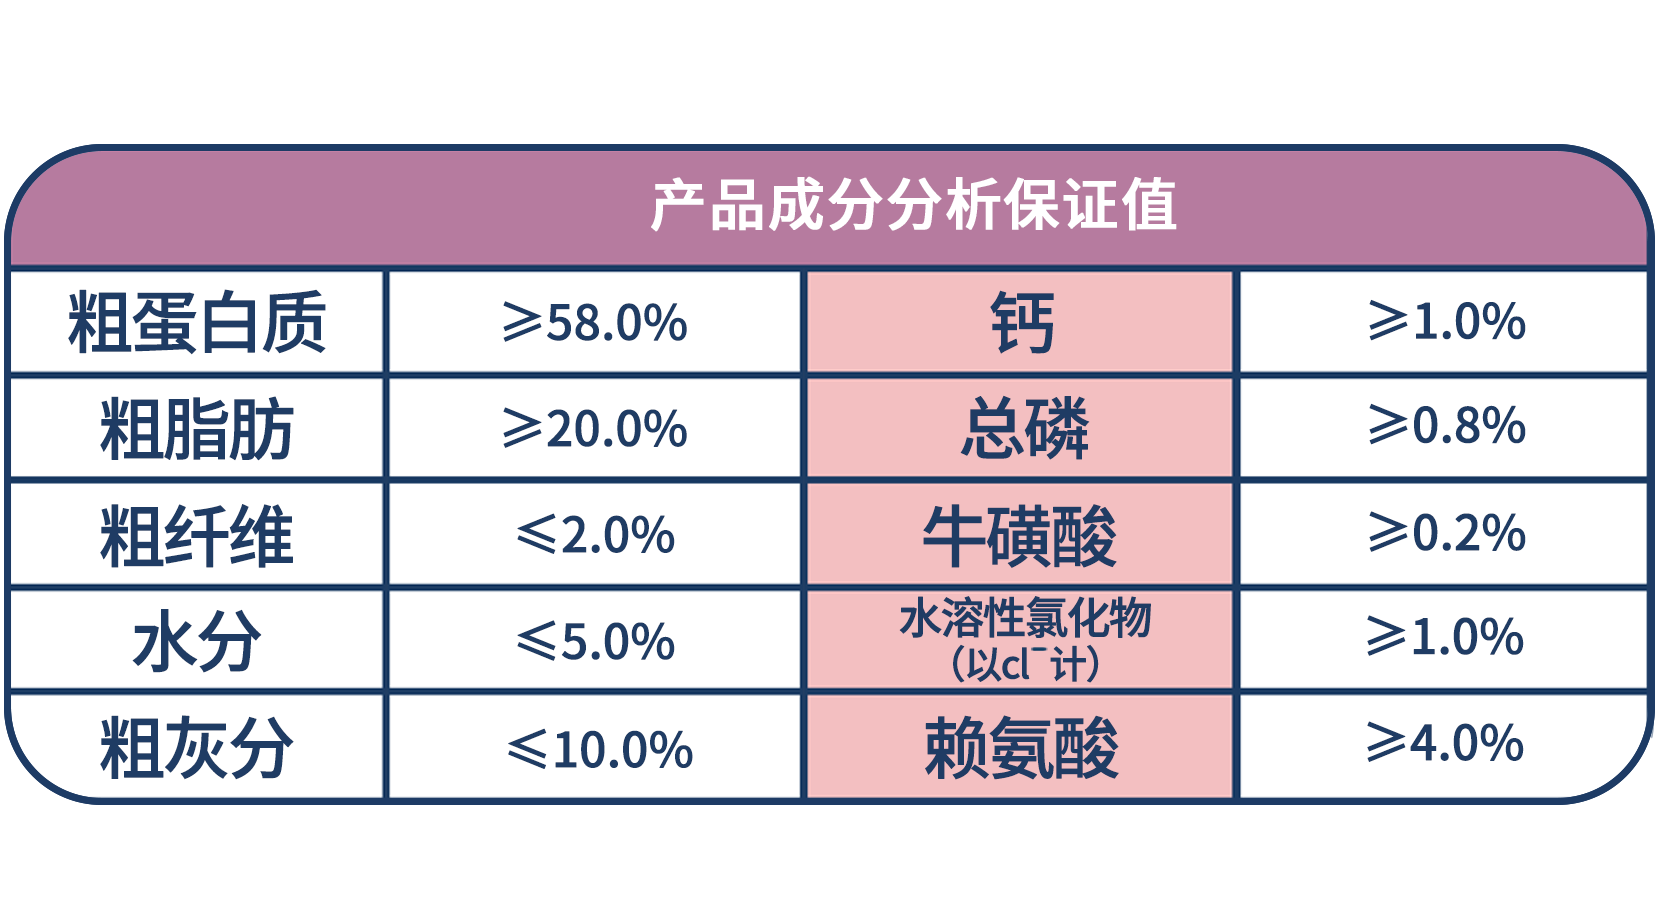 产品成分分析保证值
粗蛋白质 ⩾58.0% 钙 ⩾1.0%
粗脂肪 ⩾20.0% 总磷 ⩾0.8%
粗纤维 ⩽2.0% 牛磺酸 ⩾0.2%
水分 ⩽5.0% 水溶性氯化物 ⩾1.0%
（以cl⁻计）
粗灰分 ⩽10.0% 赖氨酸 ⩾4.0%